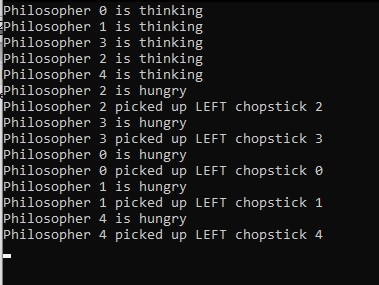 Philosopher 0 is thinking
Philosopher 1 is thinking
Philosopher 3 is thinking
Philosopher 2 is thinking
Philosopher 4 is thinking
Philosopher 2 is hungry
Philosopher 2 picked up LEFT chopstick 2
Philosopher 3 is hungry
Philosopher 3 picked up LEFT chopstick 3
Philosopher 0 is hungry
Philosopher 0 picked up LEFT chopstick 0
Philosopher 1 is hungry
Philosopher 1 picked up LEFT chopstick 1
Philosopher 4 is hungry
Philosopher 4 picked up LEFT chopstick 4